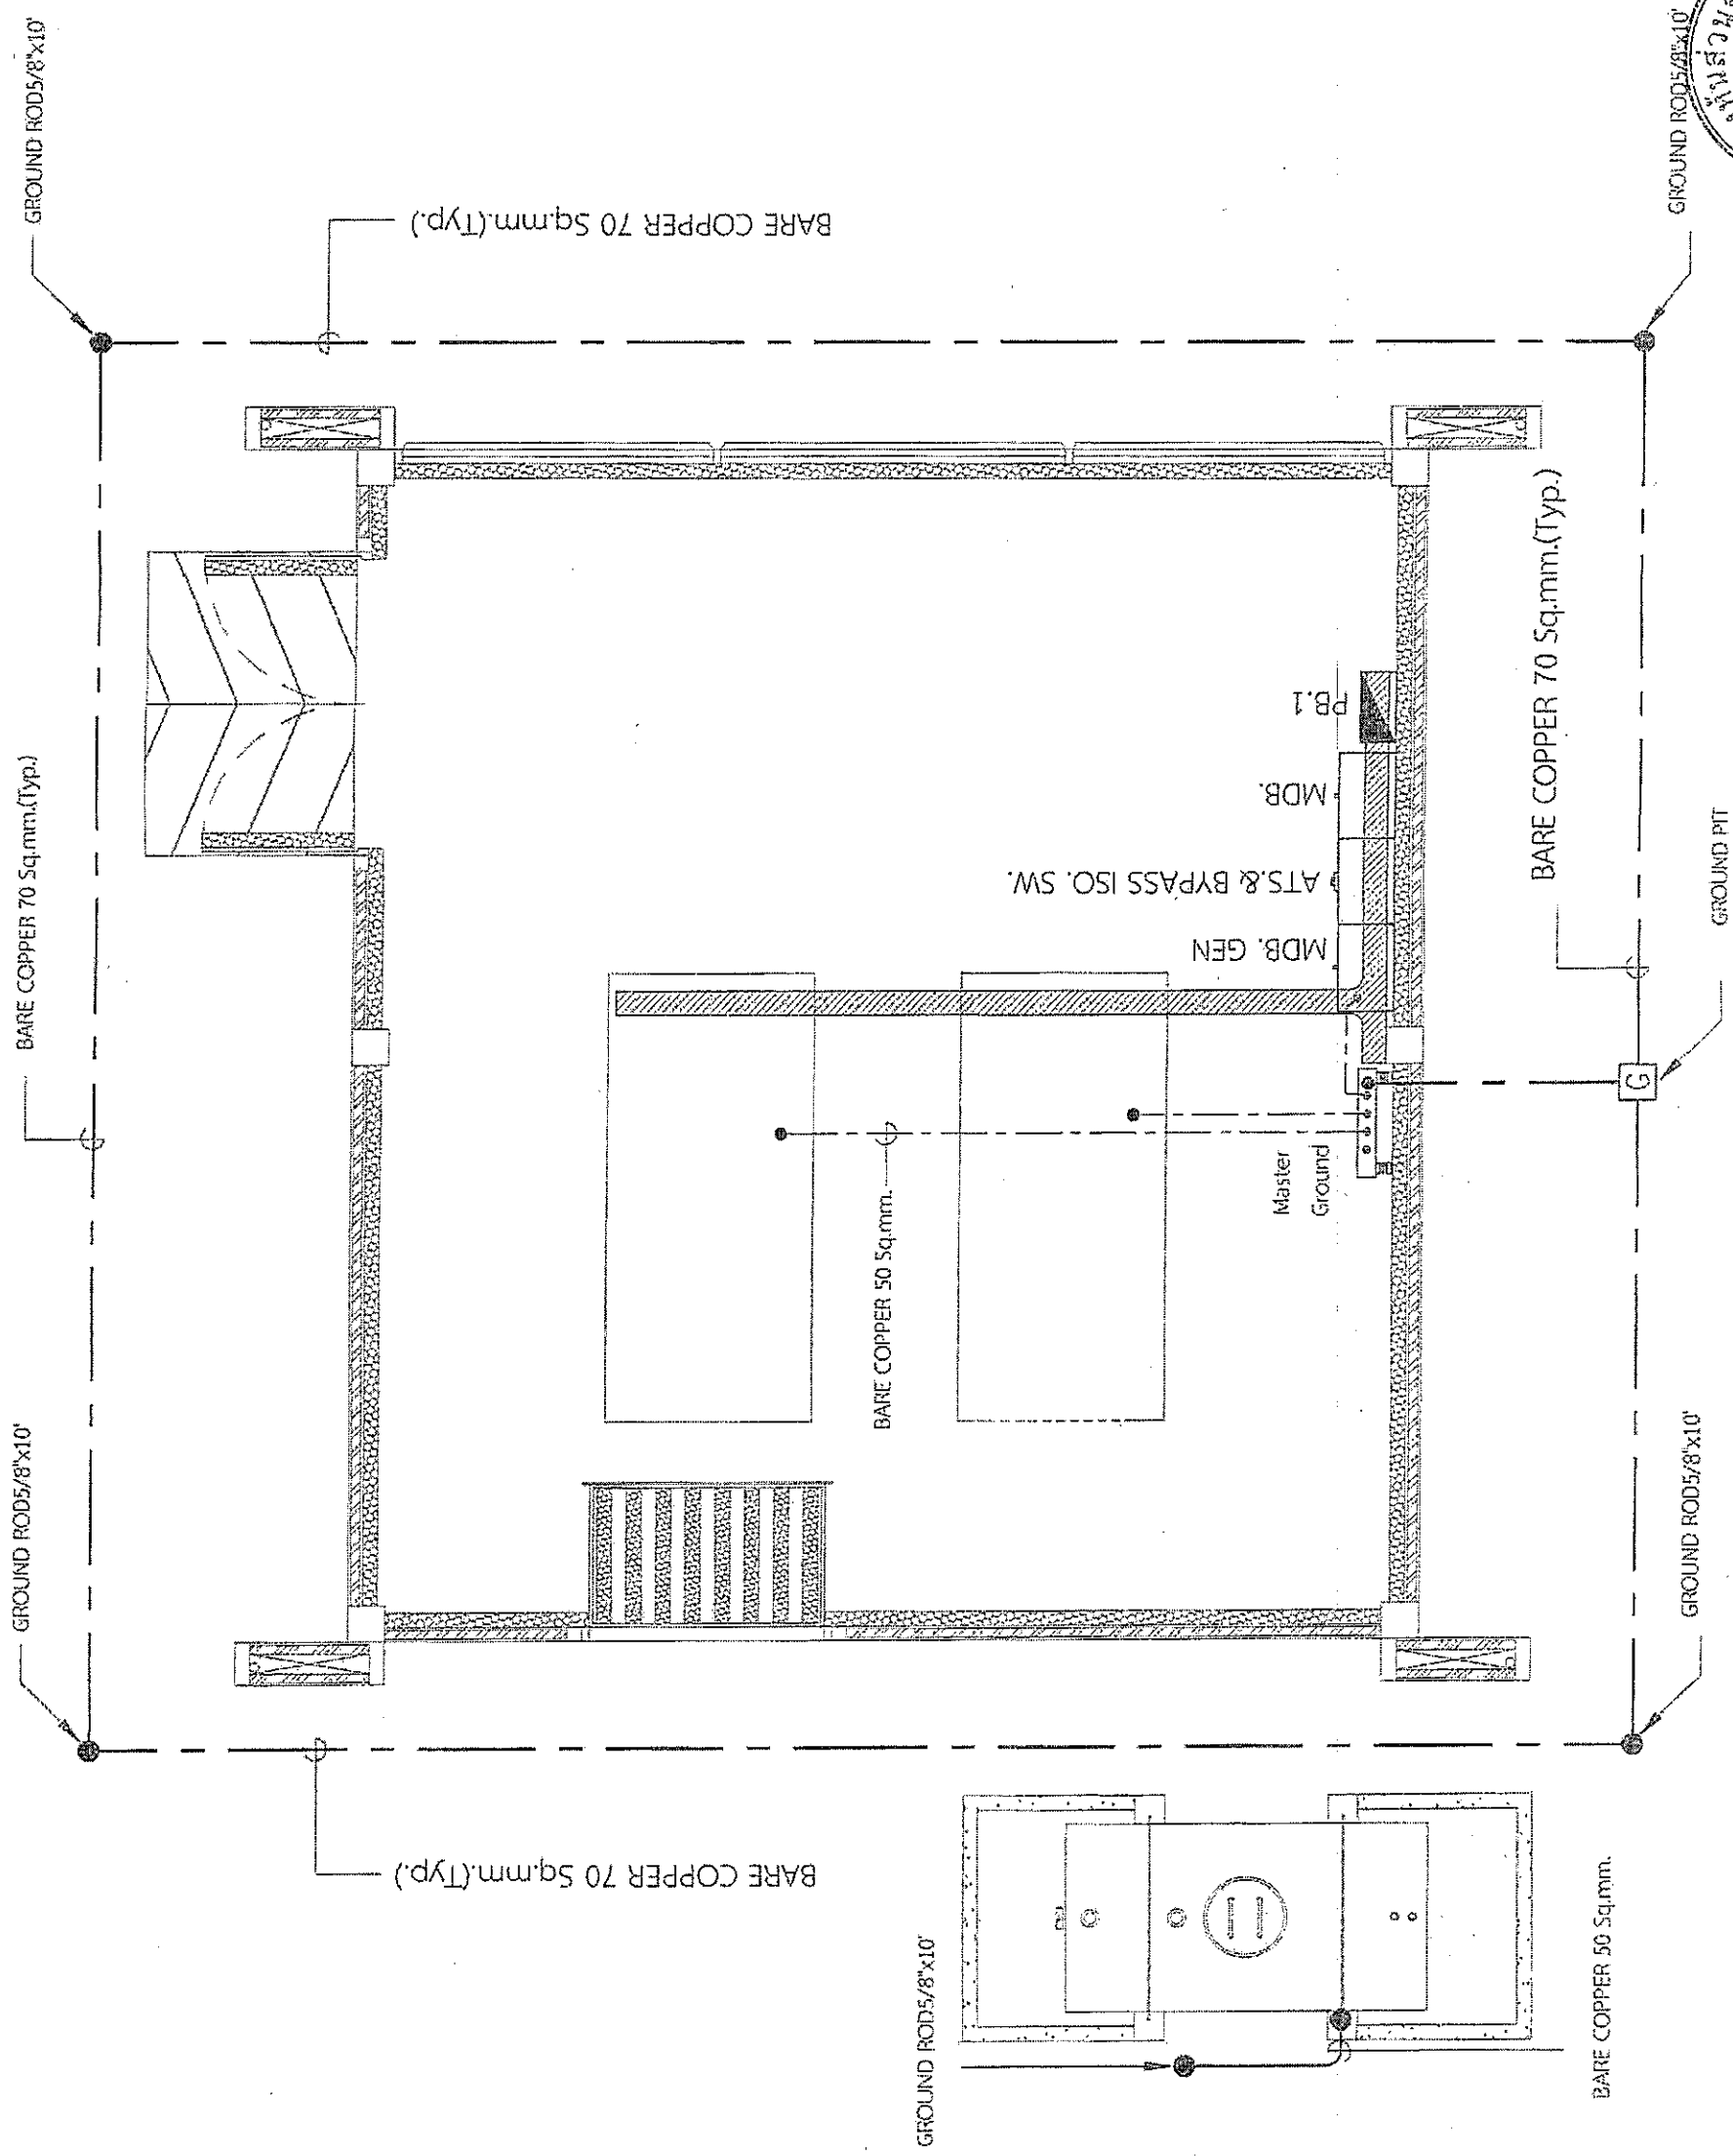 GROUND ROD5/8"x10'
BARE COPPER 70 Sq.mm.(Typ.)
GROUND ROD5/8"x10'
BARE COPPER 70 Sq.mm.(Typ.)
BARE COPPER 70 Sq.mm.(Typ.)
BARE COPPER 50 Sq.mm.
Master
Ground
MDB. GEN
ATS.& BYPASS ISO. SW.
MDB.
PB.1
GROUND ROD5/8"x10'
BARE COPPER 50 Sq.mm.
BARE COPPER 70 Sq.mm.(Typ.)
G
GROUND ROD5/8"x10'
GROUND PIT
GROUND ROD5/8"x10'